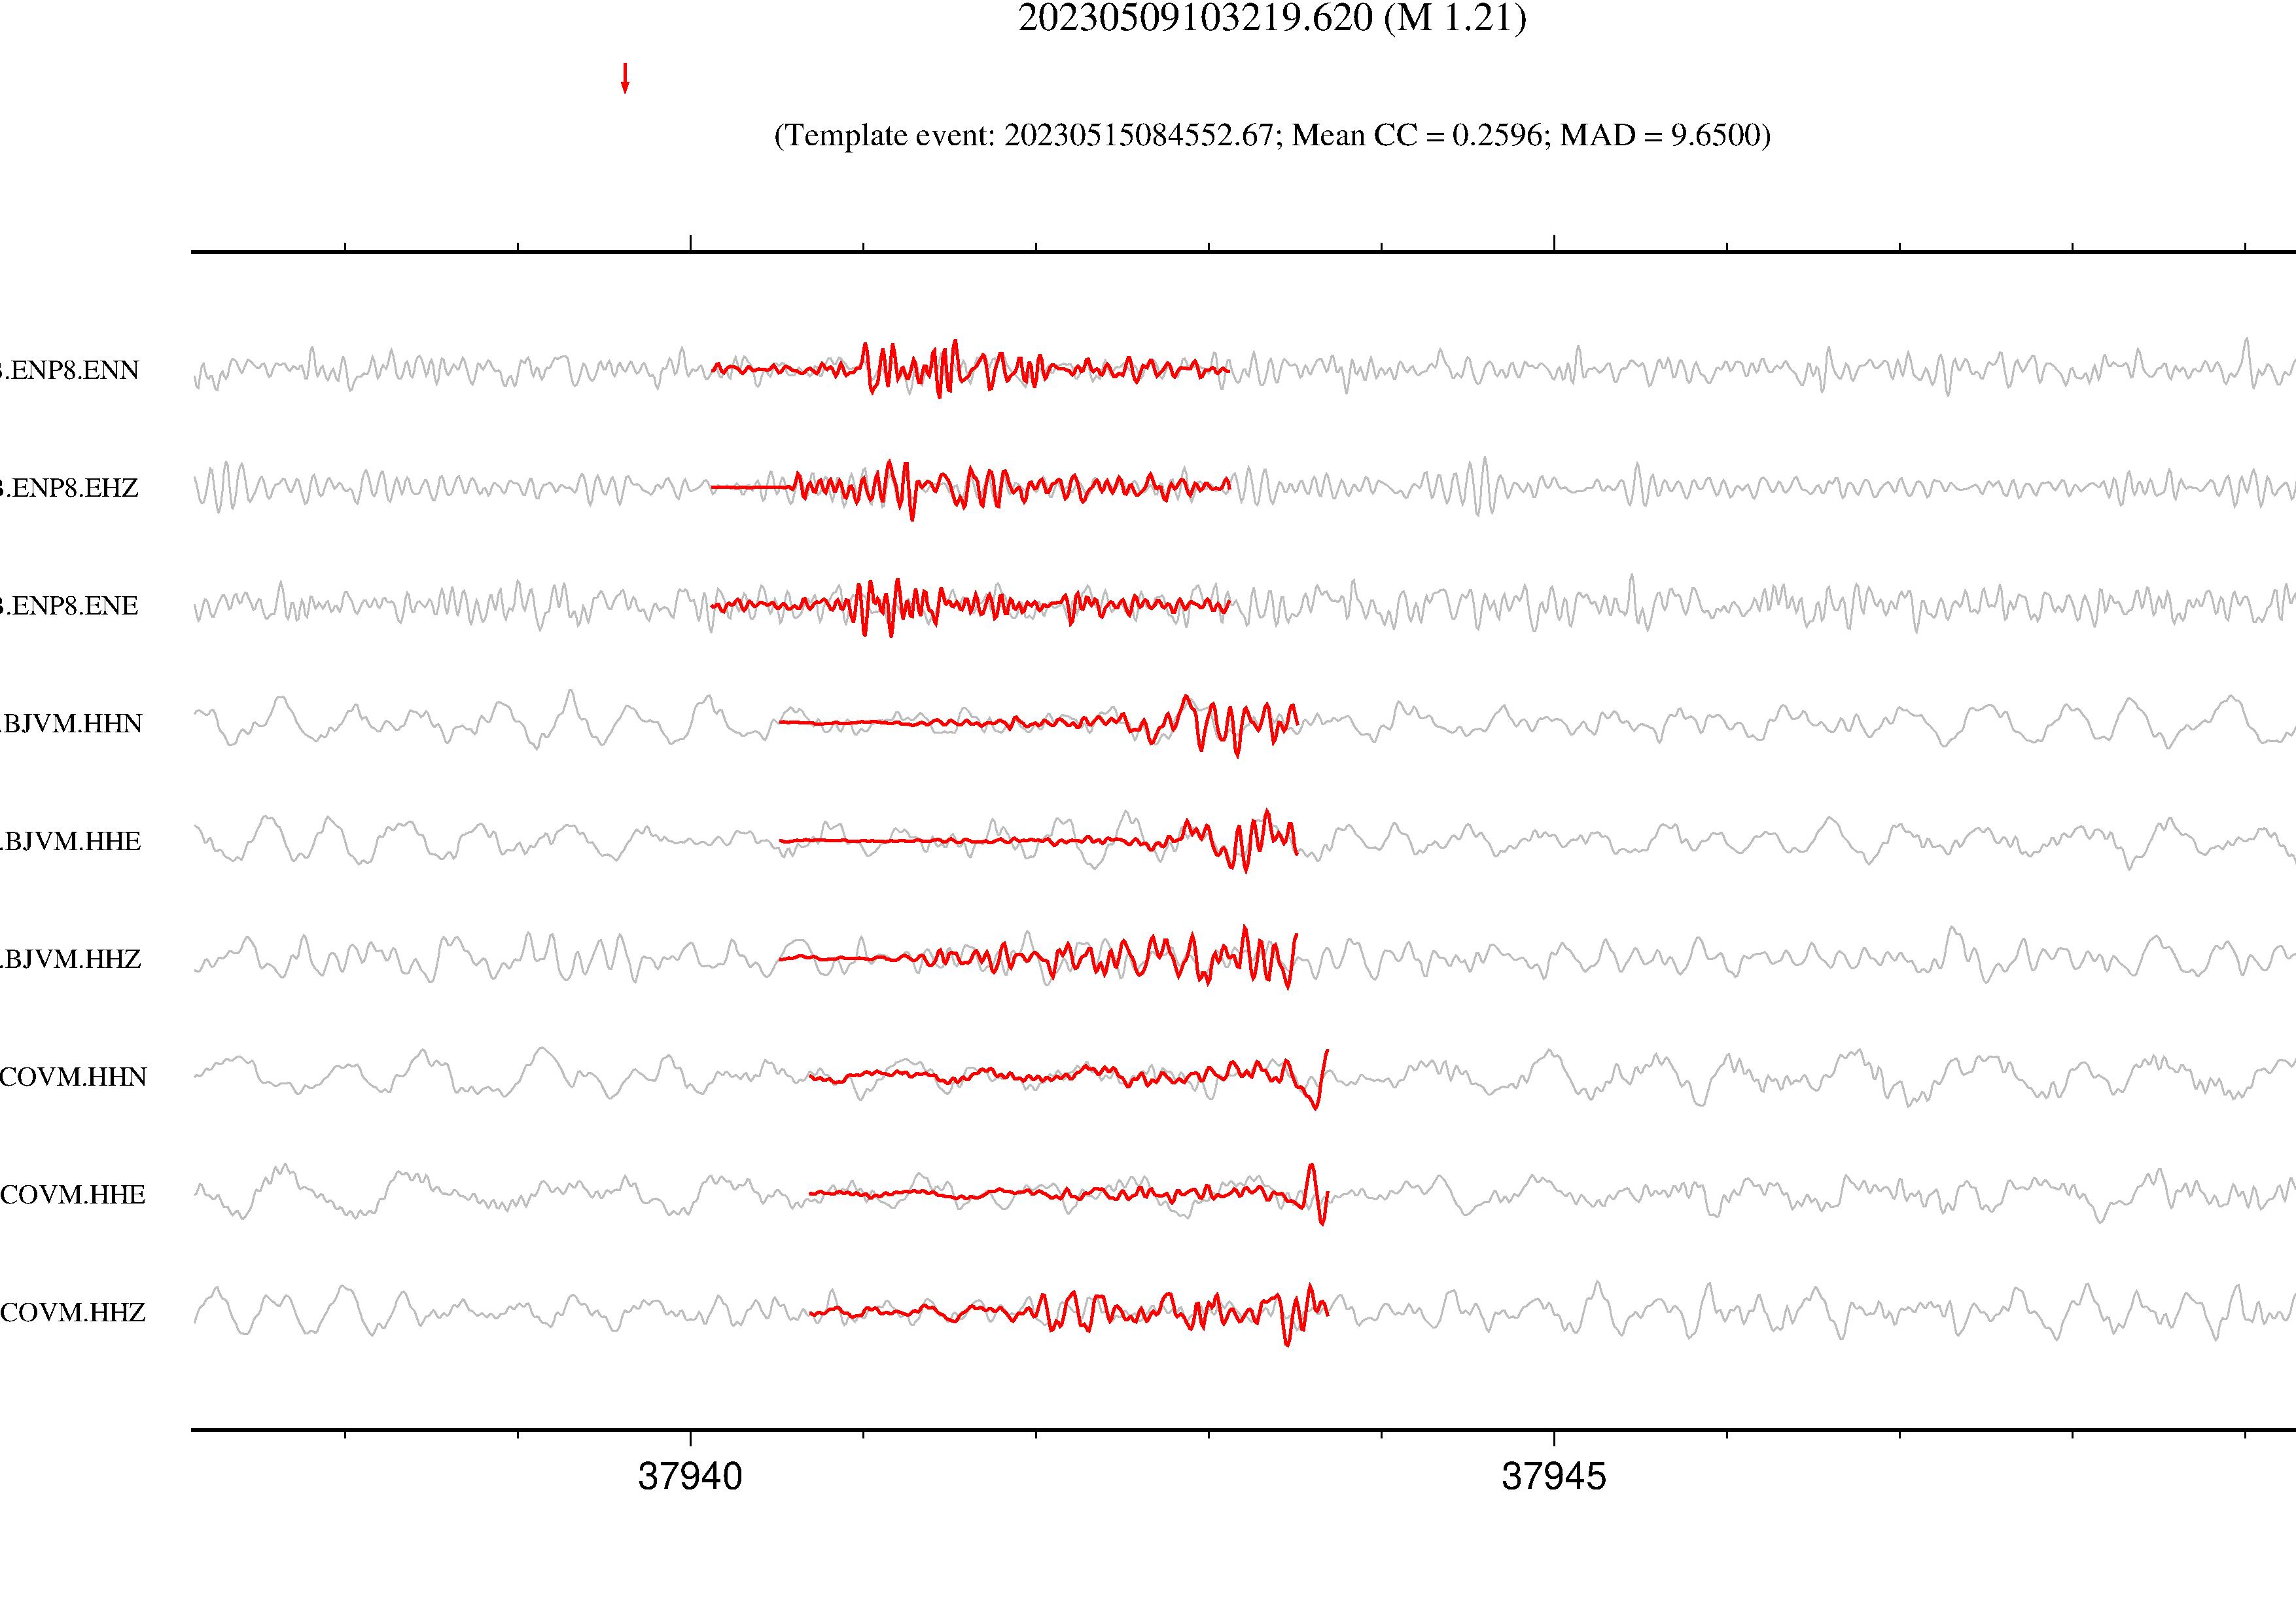 20230509103219.620 (M 1.21)
(Template event: 20230515084552.67; Mean CC = 0.2596; MAD = 9.6500)
.ENP8.ENN
.ENP8.EHZ
.ENP8.ENE
.BJVM.HHN
.BJVM.HHE
.BJVM.HHZ
COVM.HHN
COVM.HHE
COVM.HHZ
37940 37945